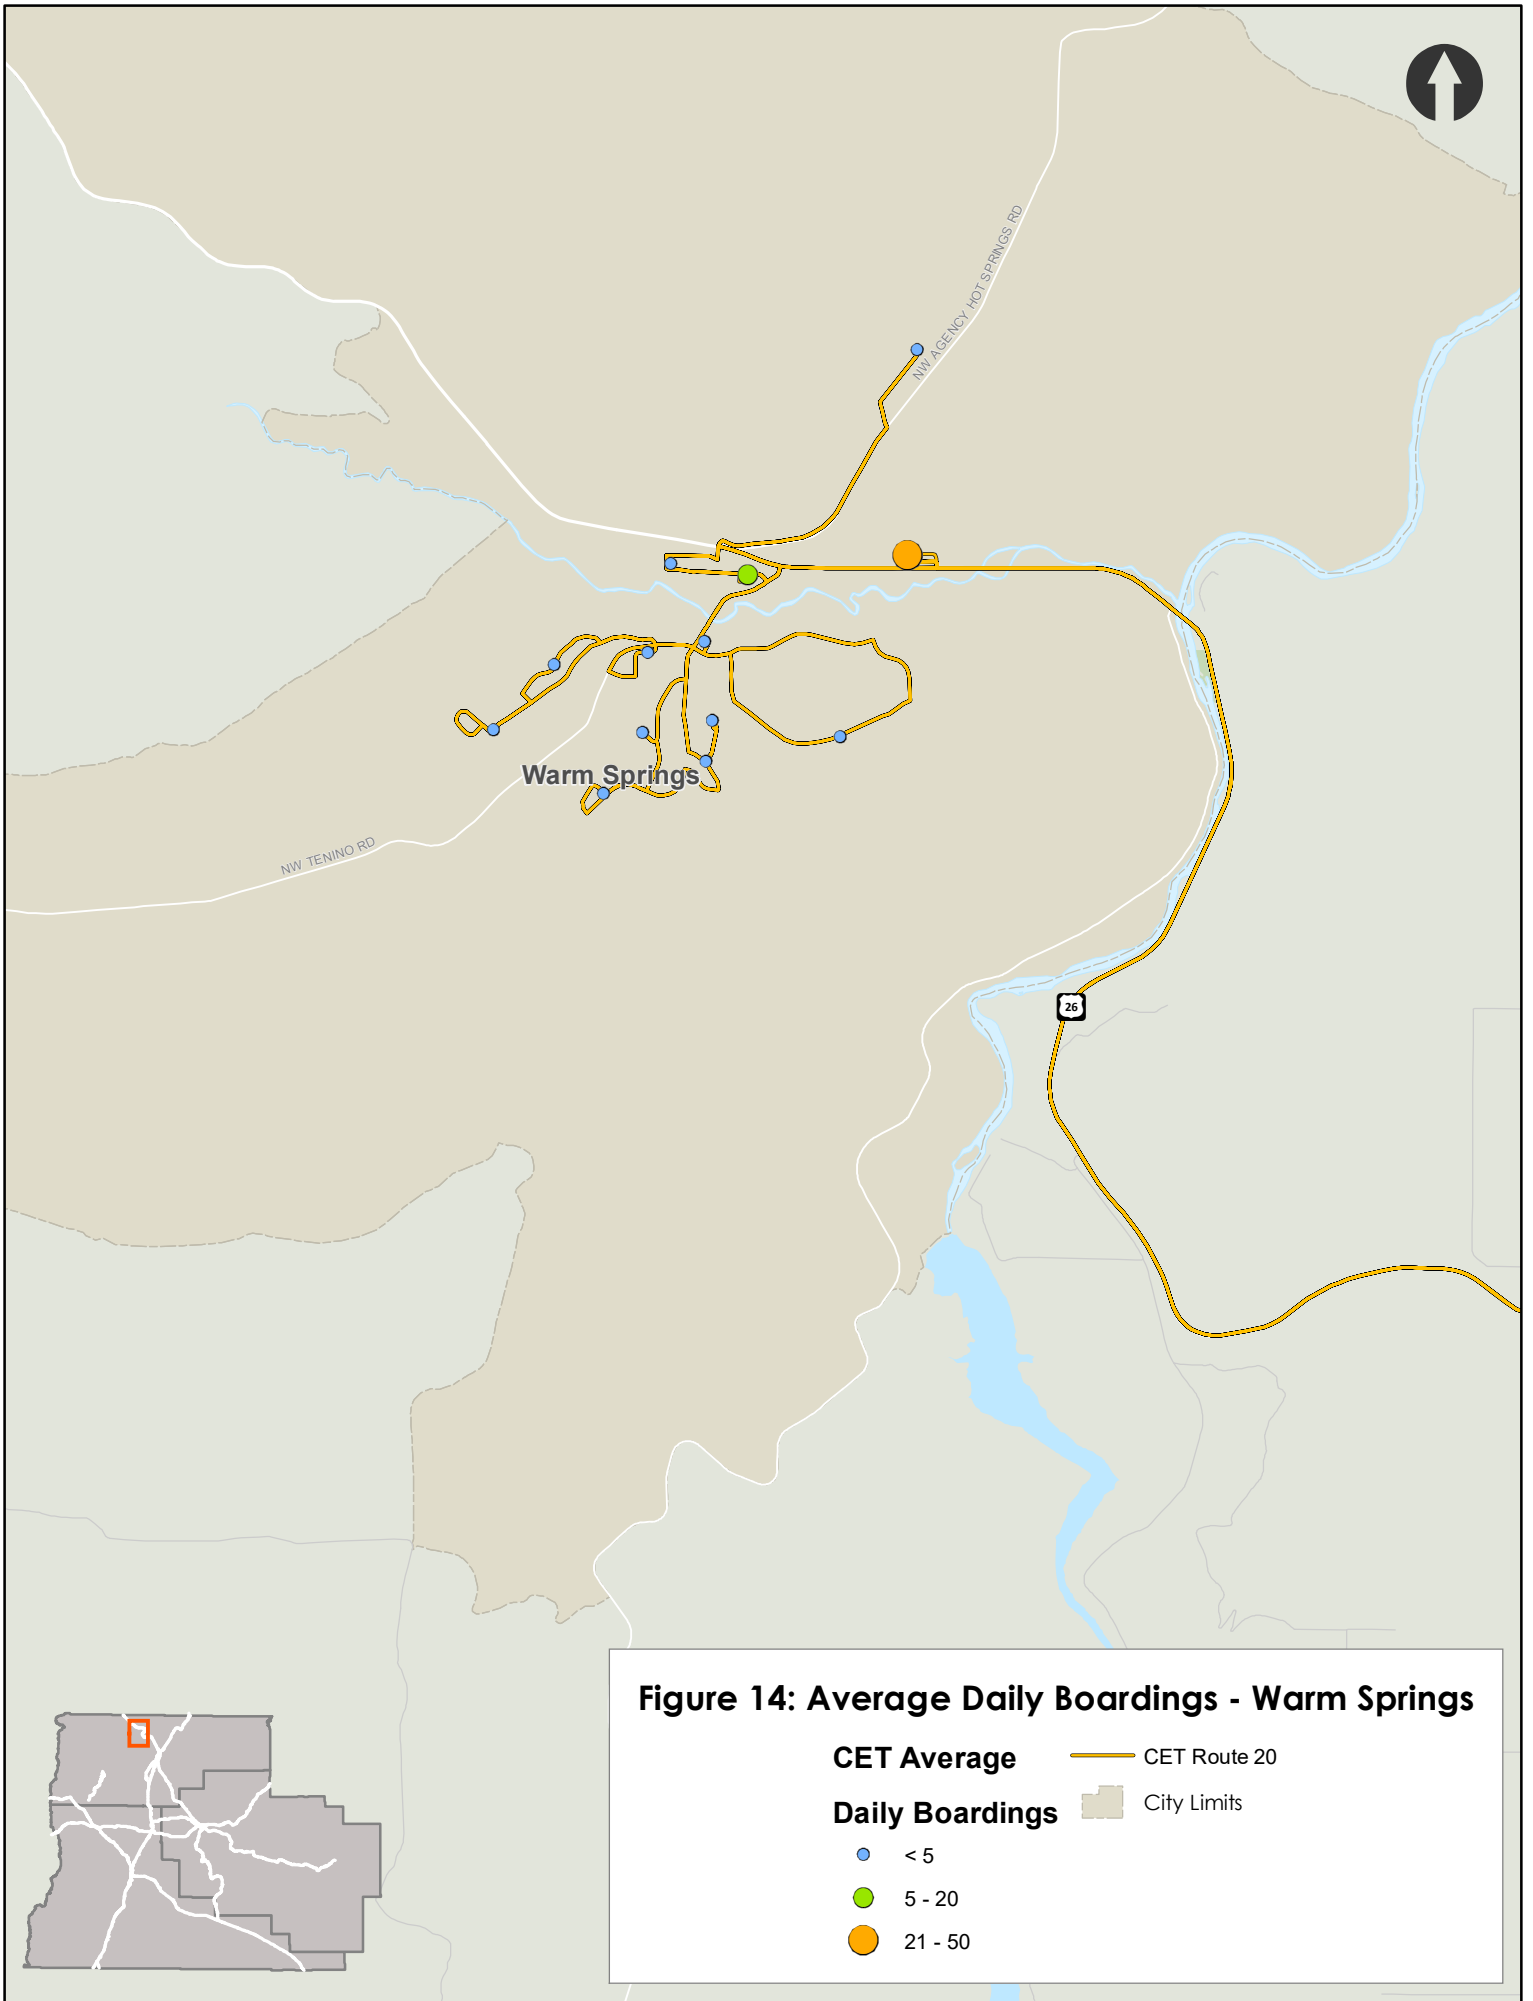 NW AGENCY HOT SPRINGS RD
Warm Springs
NW TENINO RD
26
Figure 14: Average Daily Boardings - Warm Springs
CET Average
Daily Boardings
< 5
5 - 20
21 - 50
CET Route 20
City Limits